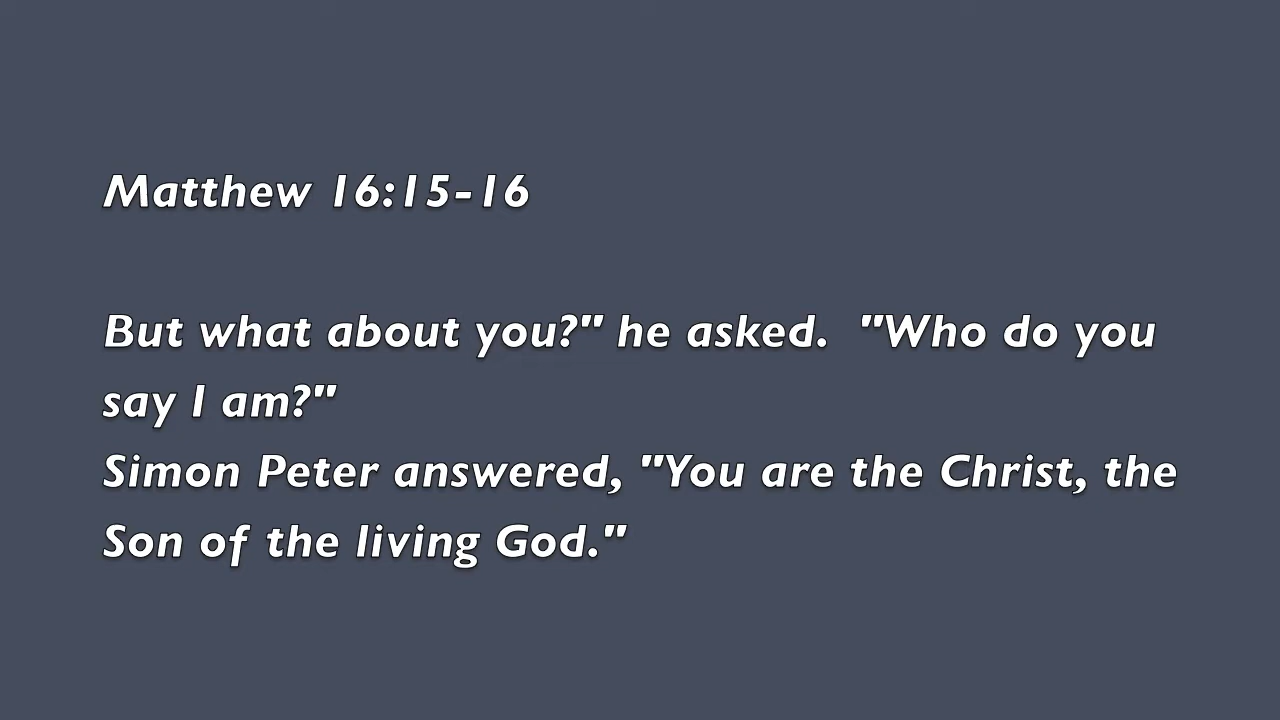 Matthew 16:15-16
But what about you?" he asked.  "Who do you
say I am?"
Simon Peter answered, "You are the Christ, the
Son of the living God."